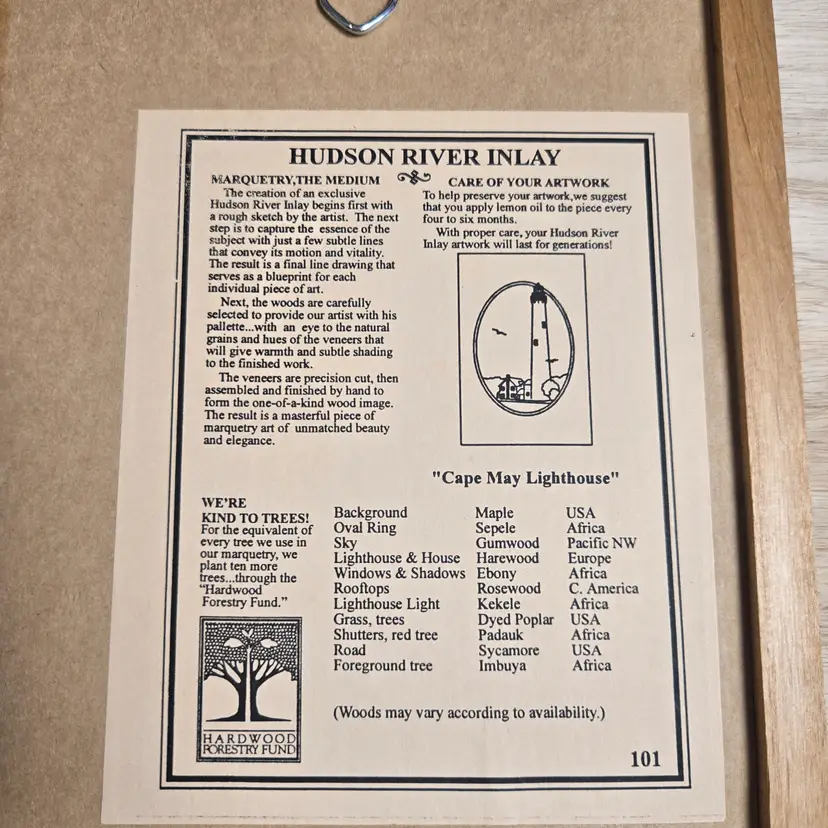 HUDSON RIVER INLAY
MARQUETRY,THE MEDIUM
The creation of an exclusive
Hudson River Inlay begins first with
a rough sketch by the artist. The next
step is to capture the essence of the
subject with just a few subtle lines
that convey its motion and vitality.
The result is a final line drawing that
serves as a blueprint for each
individual piece of art.
Next, the woods are carefully
selected to provide our artist with his
pallette...with an eye to the natural
grains and hues of the veneers that
will give warmth and subtle shading
to the finished work.
The veneers are precision cut, then
assembled and finished by hand to
form the one-of-a-kind wood image.
The result is a masterful piece of
marquetry art of unmatched beauty
and elegance.
CARE OF YOUR ARTWORK
To help preserve your artwork,we suggest
that you apply lemon oil to the piece every
four to six months.
With proper care, your Hudson River
Inlay artwork will last for generations!
"Cape May Lighthouse"
WE'RE
KIND TO TREES!
For the equivalent of
every tree we use in
our marquetry, we
plant ten more
trees...through the
"Hardwood
Forestry Fund."
HARDWOOD
FORESTRY FUND
Background Maple USA
Oval Ring Sepele Africa
Sky Gumwood Pacific NW
Lighthouse & House Harewood Europe
Windows & Shadows Ebony Africa
Rooftops Rosewood C. America
Lighthouse Light Kekele Africa
Grass, trees Dyed Poplar USA
Shutters, red tree Padauk Africa
Road Sycamore USA
Foreground tree Imbuya Africa
(Woods may vary according to availability.)
101